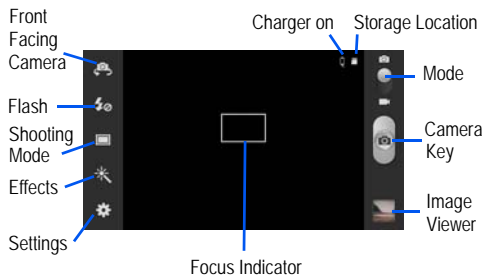 Front
Facing
Camera
Charger on
Storage Location
Mode
Flash
Shooting
Mode
Camera
Key
Effects
Image
Viewer
Settings
Focus Indicator